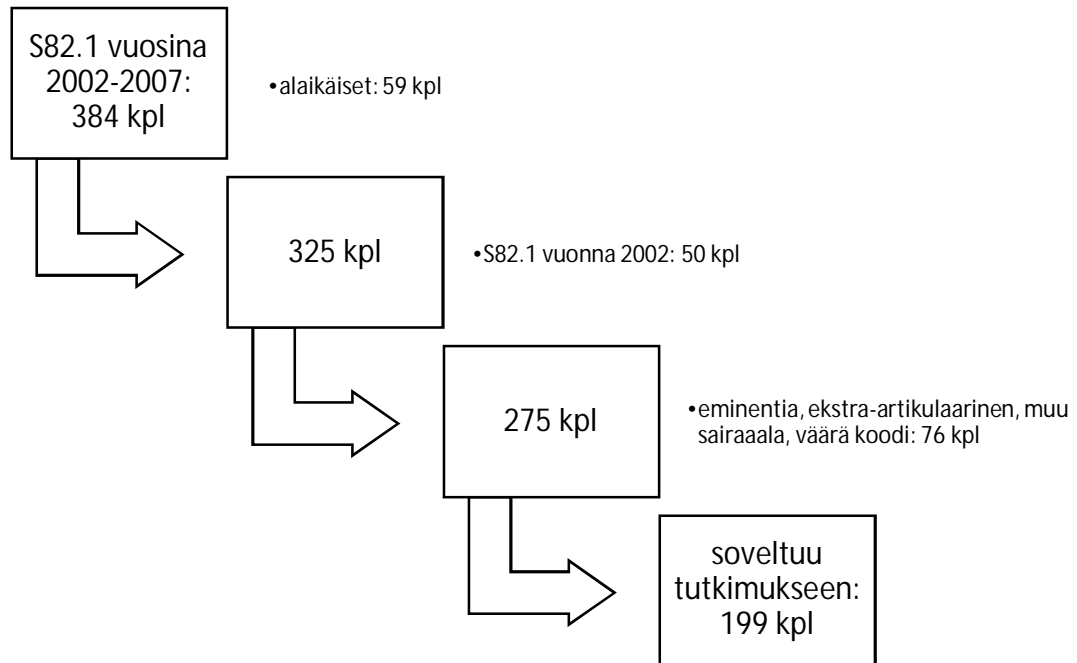 S82.1 vuosina
2002-2007:
384 kpl
•alaikäiset: 59 kpl
325 kpl
•S82.1 vuonna 2002: 50 kpl
275 kpl
•eminentia, ekstra-artikulaarinen, muu
sairaaala, väärä koodi: 76 kpl
soveltuu
tutkimukseen:
199 kpl